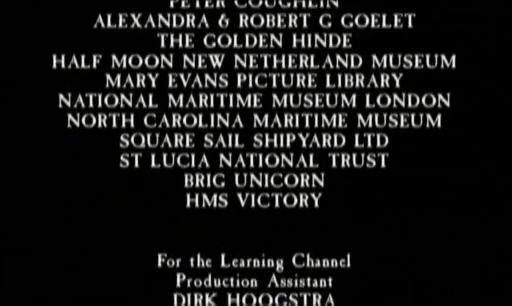 PETER COUGHLIN
ALEXANDRA & ROBERT G GOELET
THE GOLDEN HINDE
HALF MOON NEW NETHERLAND MUSEUM
MARY EVANS PICTURE LIBRARY
NATIONAL MARITIME MUSEUM LONDON
NORTH CAROLINA MARITIME MUSEUM
SQUARE SAIL SHIPYARD LTD
ST LUCIA NATIONAL TRUST
BRIG UNICORN
HMS VICTORY
For the Learning Channel
Production Assistant
DIRK HOOGSTRA